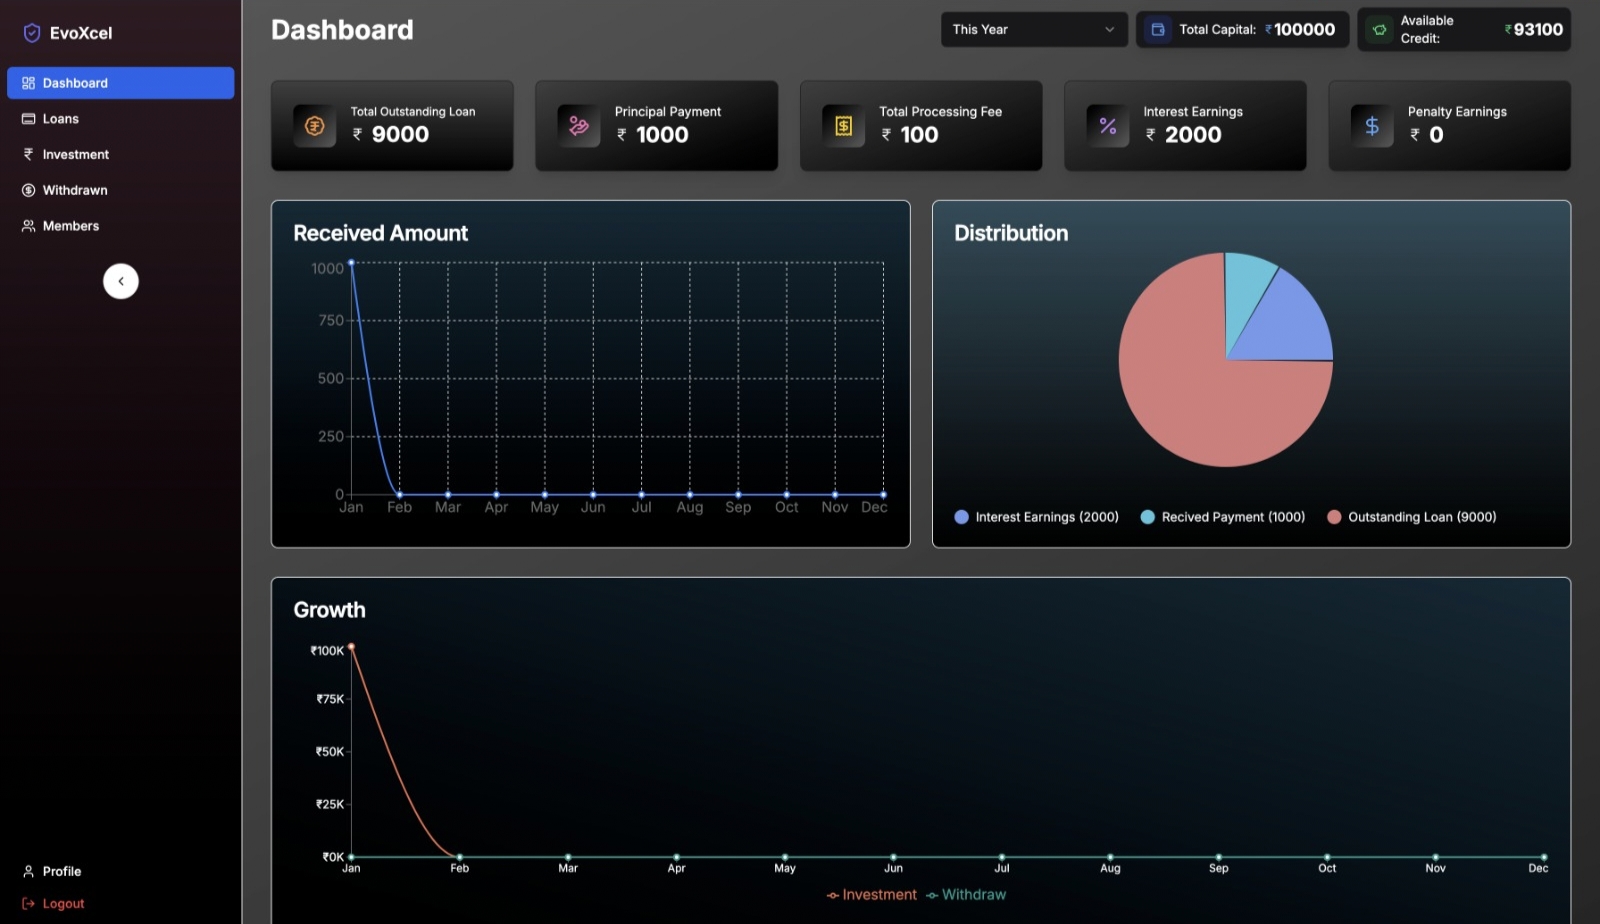 EvoXcel
Dashboard
Loans
Investment
Withdrawn
Members
Profile
Logout
Dashboard
This Year
Total Capital: ₹100000
Available Credit: ₹93100
Total Outstanding Loan
₹ 9000
Principal Payment
₹ 1000
Total Processing Fee
₹ 100
Interest Earnings
₹ 2000
Penalty Earnings
₹ 0
Received Amount
1000
750
500
250
0
Jan Feb Mar Apr May Jun Jul Aug Sep Oct Nov Dec
Distribution
Interest Earnings (2000) Recived Payment (1000) Outstanding Loan (9000)
Growth
₹100K
₹75K
₹50K
₹25K
₹0K
Jan Feb Mar Apr May Jun Jul Aug Sep Oct Nov Dec
Investment Withdraw